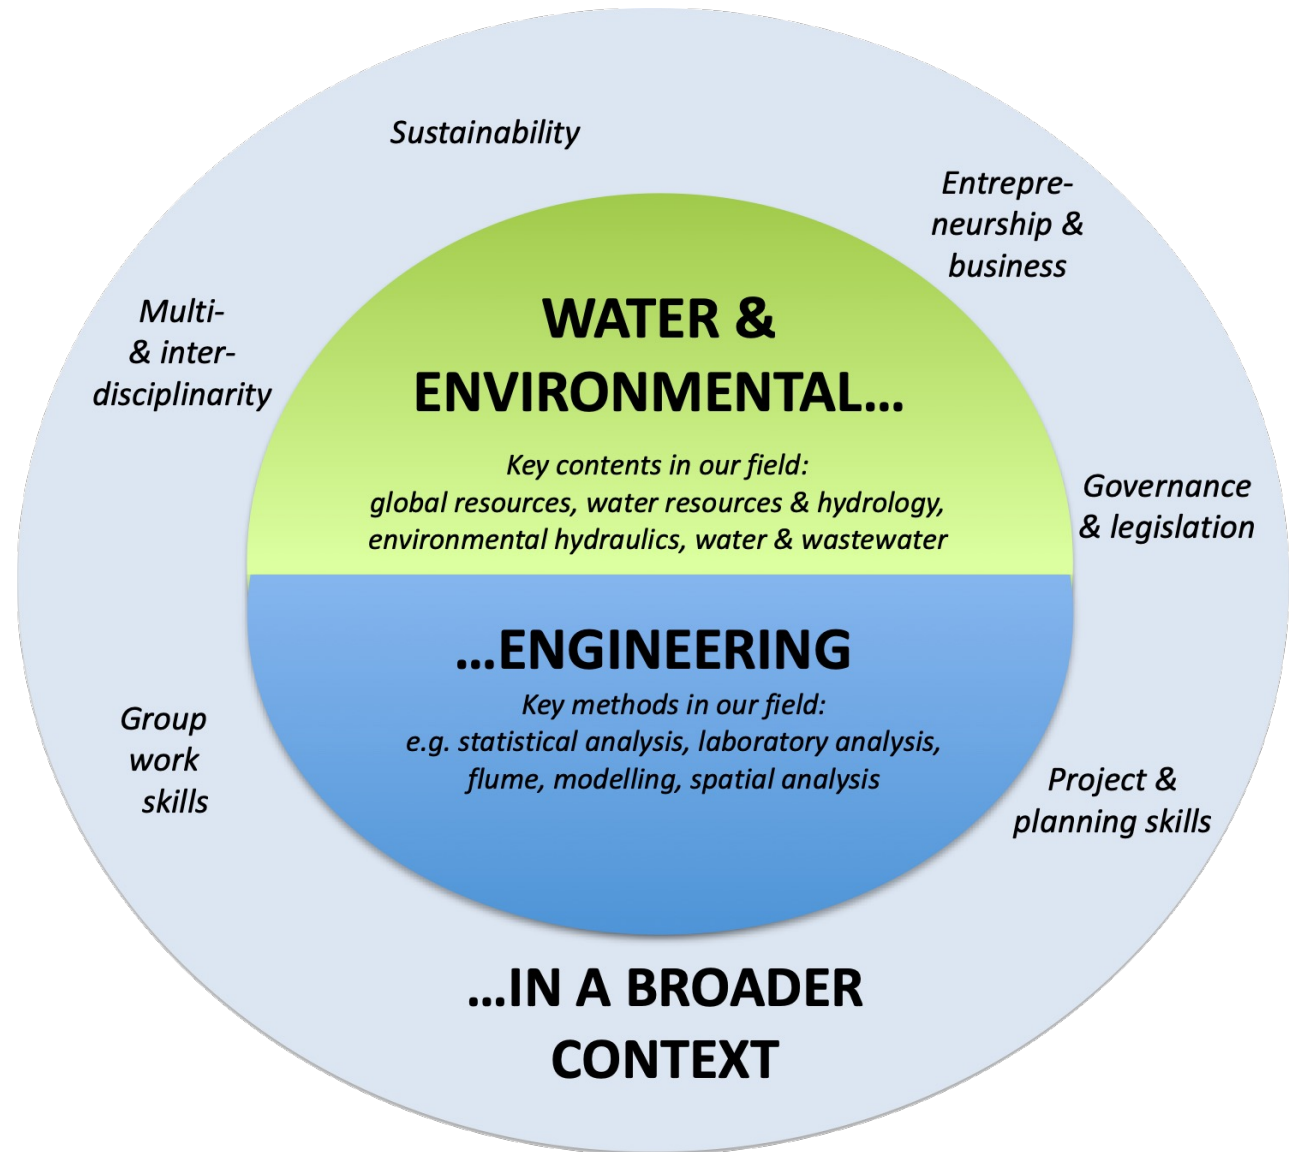 Sustainability
Entrepre-
neurship &
business
Multi-
& inter-
disciplinarity
WATER &
ENVIRONMENTAL…
Key contents in our field:
global resources, water resources & hydrology,
environmental hydraulics, water & wastewater
Governance
& legislation
…ENGINEERING
Key methods in our field:
e.g. statistical analysis, laboratory analysis,
flume, modelling, spatial analysis
Group
work
skills
Project &
planning skills
…IN A BROADER
CONTEXT